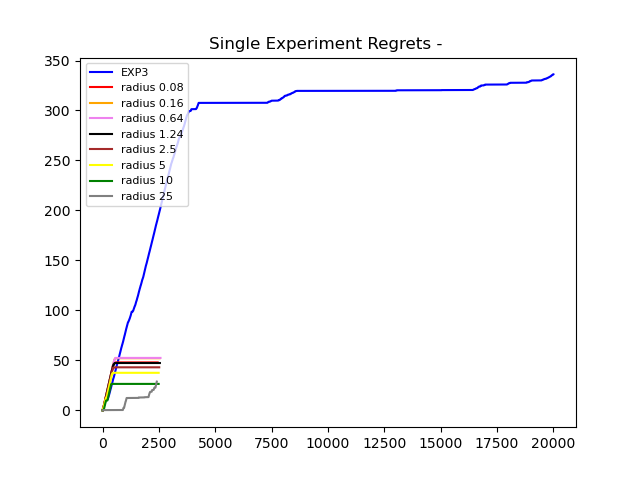 Single Experiment Regrets -
350
300
250
200
150
100
50
0
EXP3
radius 0.08
radius 0.16
radius 0.64
radius 1.24
radius 2.5
radius 5
radius 10
radius 25
0 2500 5000 7500 10000 12500 15000 17500 20000